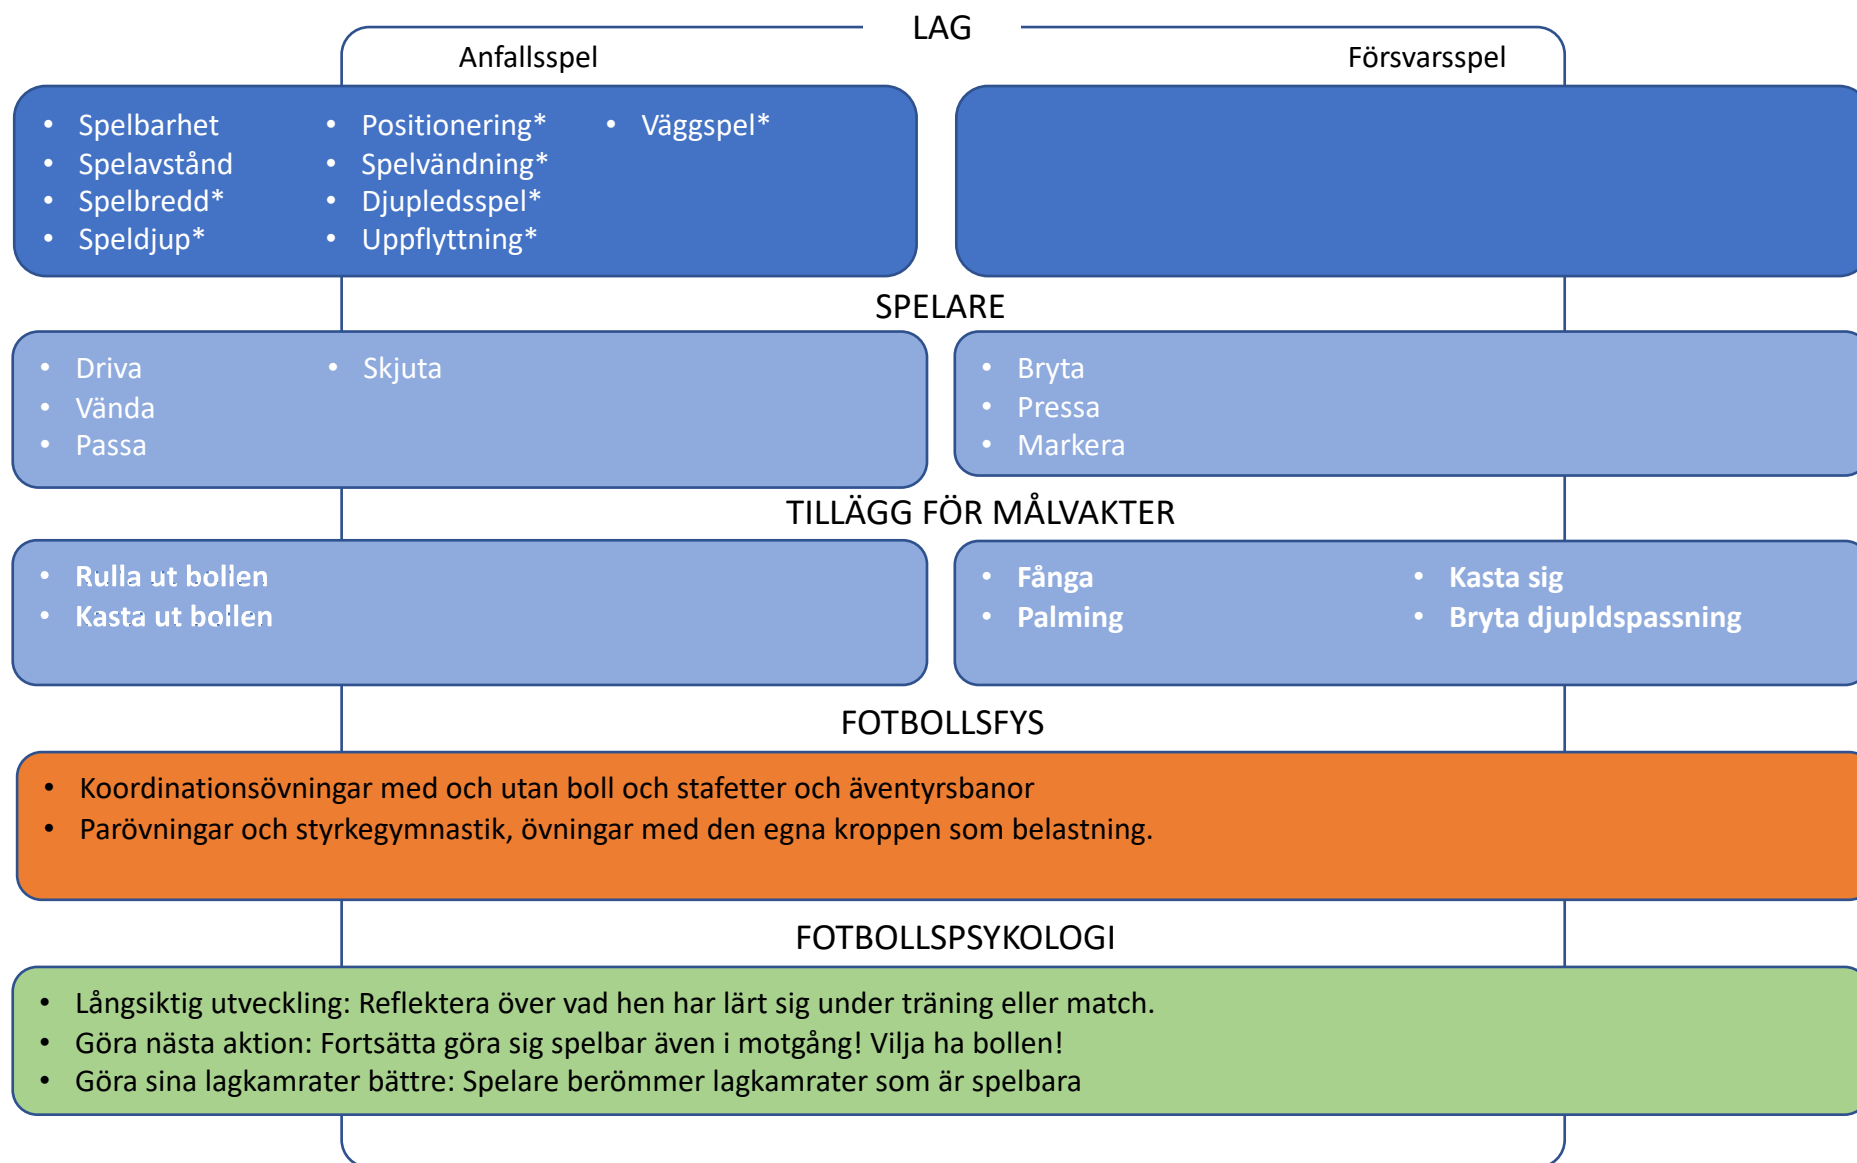 LAG
Anfallsspel
Försvarsspel
• Spelbarhet
• Spelavstånd
• Spelbredd*
• Speldjup*
• Positionering*
• Spelvändning*
• Djupledsspel*
• Uppflyttning*
• Väggspel*
SPELARE
• Driva
• Vända
• Passa
• Skjuta
• Bryta
• Pressa
• Markera
TILLÄGG FÖR MÅLVAKTER
• Rulla ut bollen
• Kasta ut bollen
• Fånga
• Palming
• Kasta sig
• Bryta djupldspassning
FOTBOLLSFYS
• Koordinationsövningar med och utan boll och stafetter och äventyrsbanor
• Parövningar och styrkegymnastik, övningar med den egna kroppen som belastning.
FOTBOLLSPSYKOLOGI
• Långsiktig utveckling: Reflektera över vad hen har lärt sig under träning eller match.
• Göra nästa aktion: Fortsätta göra sig spelbar även i motgång! Vilja ha bollen!
• Göra sina lagkamrater bättre: Spelare berömmer lagkamrater som är spelbara